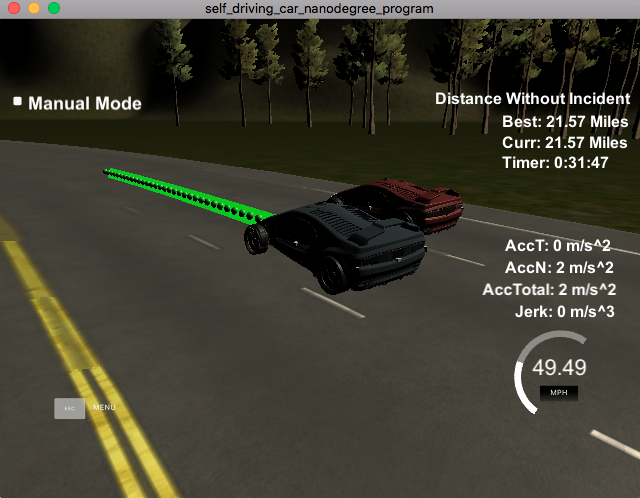 self_driving_car_nanodegree_program
Manual Mode
Distance Without Incident
Best: 21.57 Miles
Curr: 21.57 Miles
Timer: 0:31:47
AccT: 0 m/s^2
AccN: 2 m/s^2
AccTotal: 2 m/s^2
Jerk: 0 m/s^3
49.49
MPH
ESC MENU